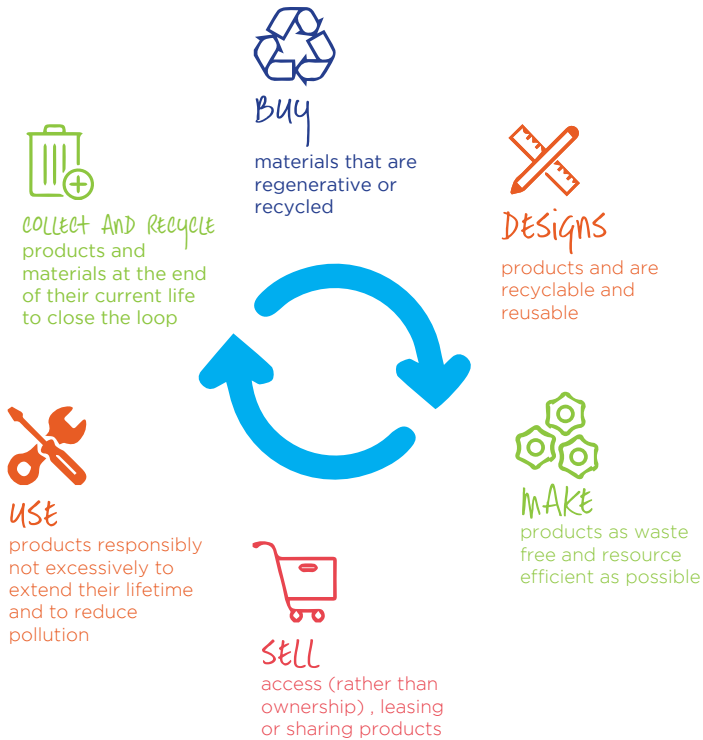 BUY
materials that are
regenerative or
recycled
DESIGNS
products and are
recyclable and
reusable
MAKE
products as waste
free and resource
efficient as possible
SELL
access (rather than
ownership) , leasing
or sharing products
USE
products responsibly
not excessively to
extend their lifetime
and to reduce
pollution
COLLECT AND RECYCLE
products and
materials at the end
of their current life
to close the loop